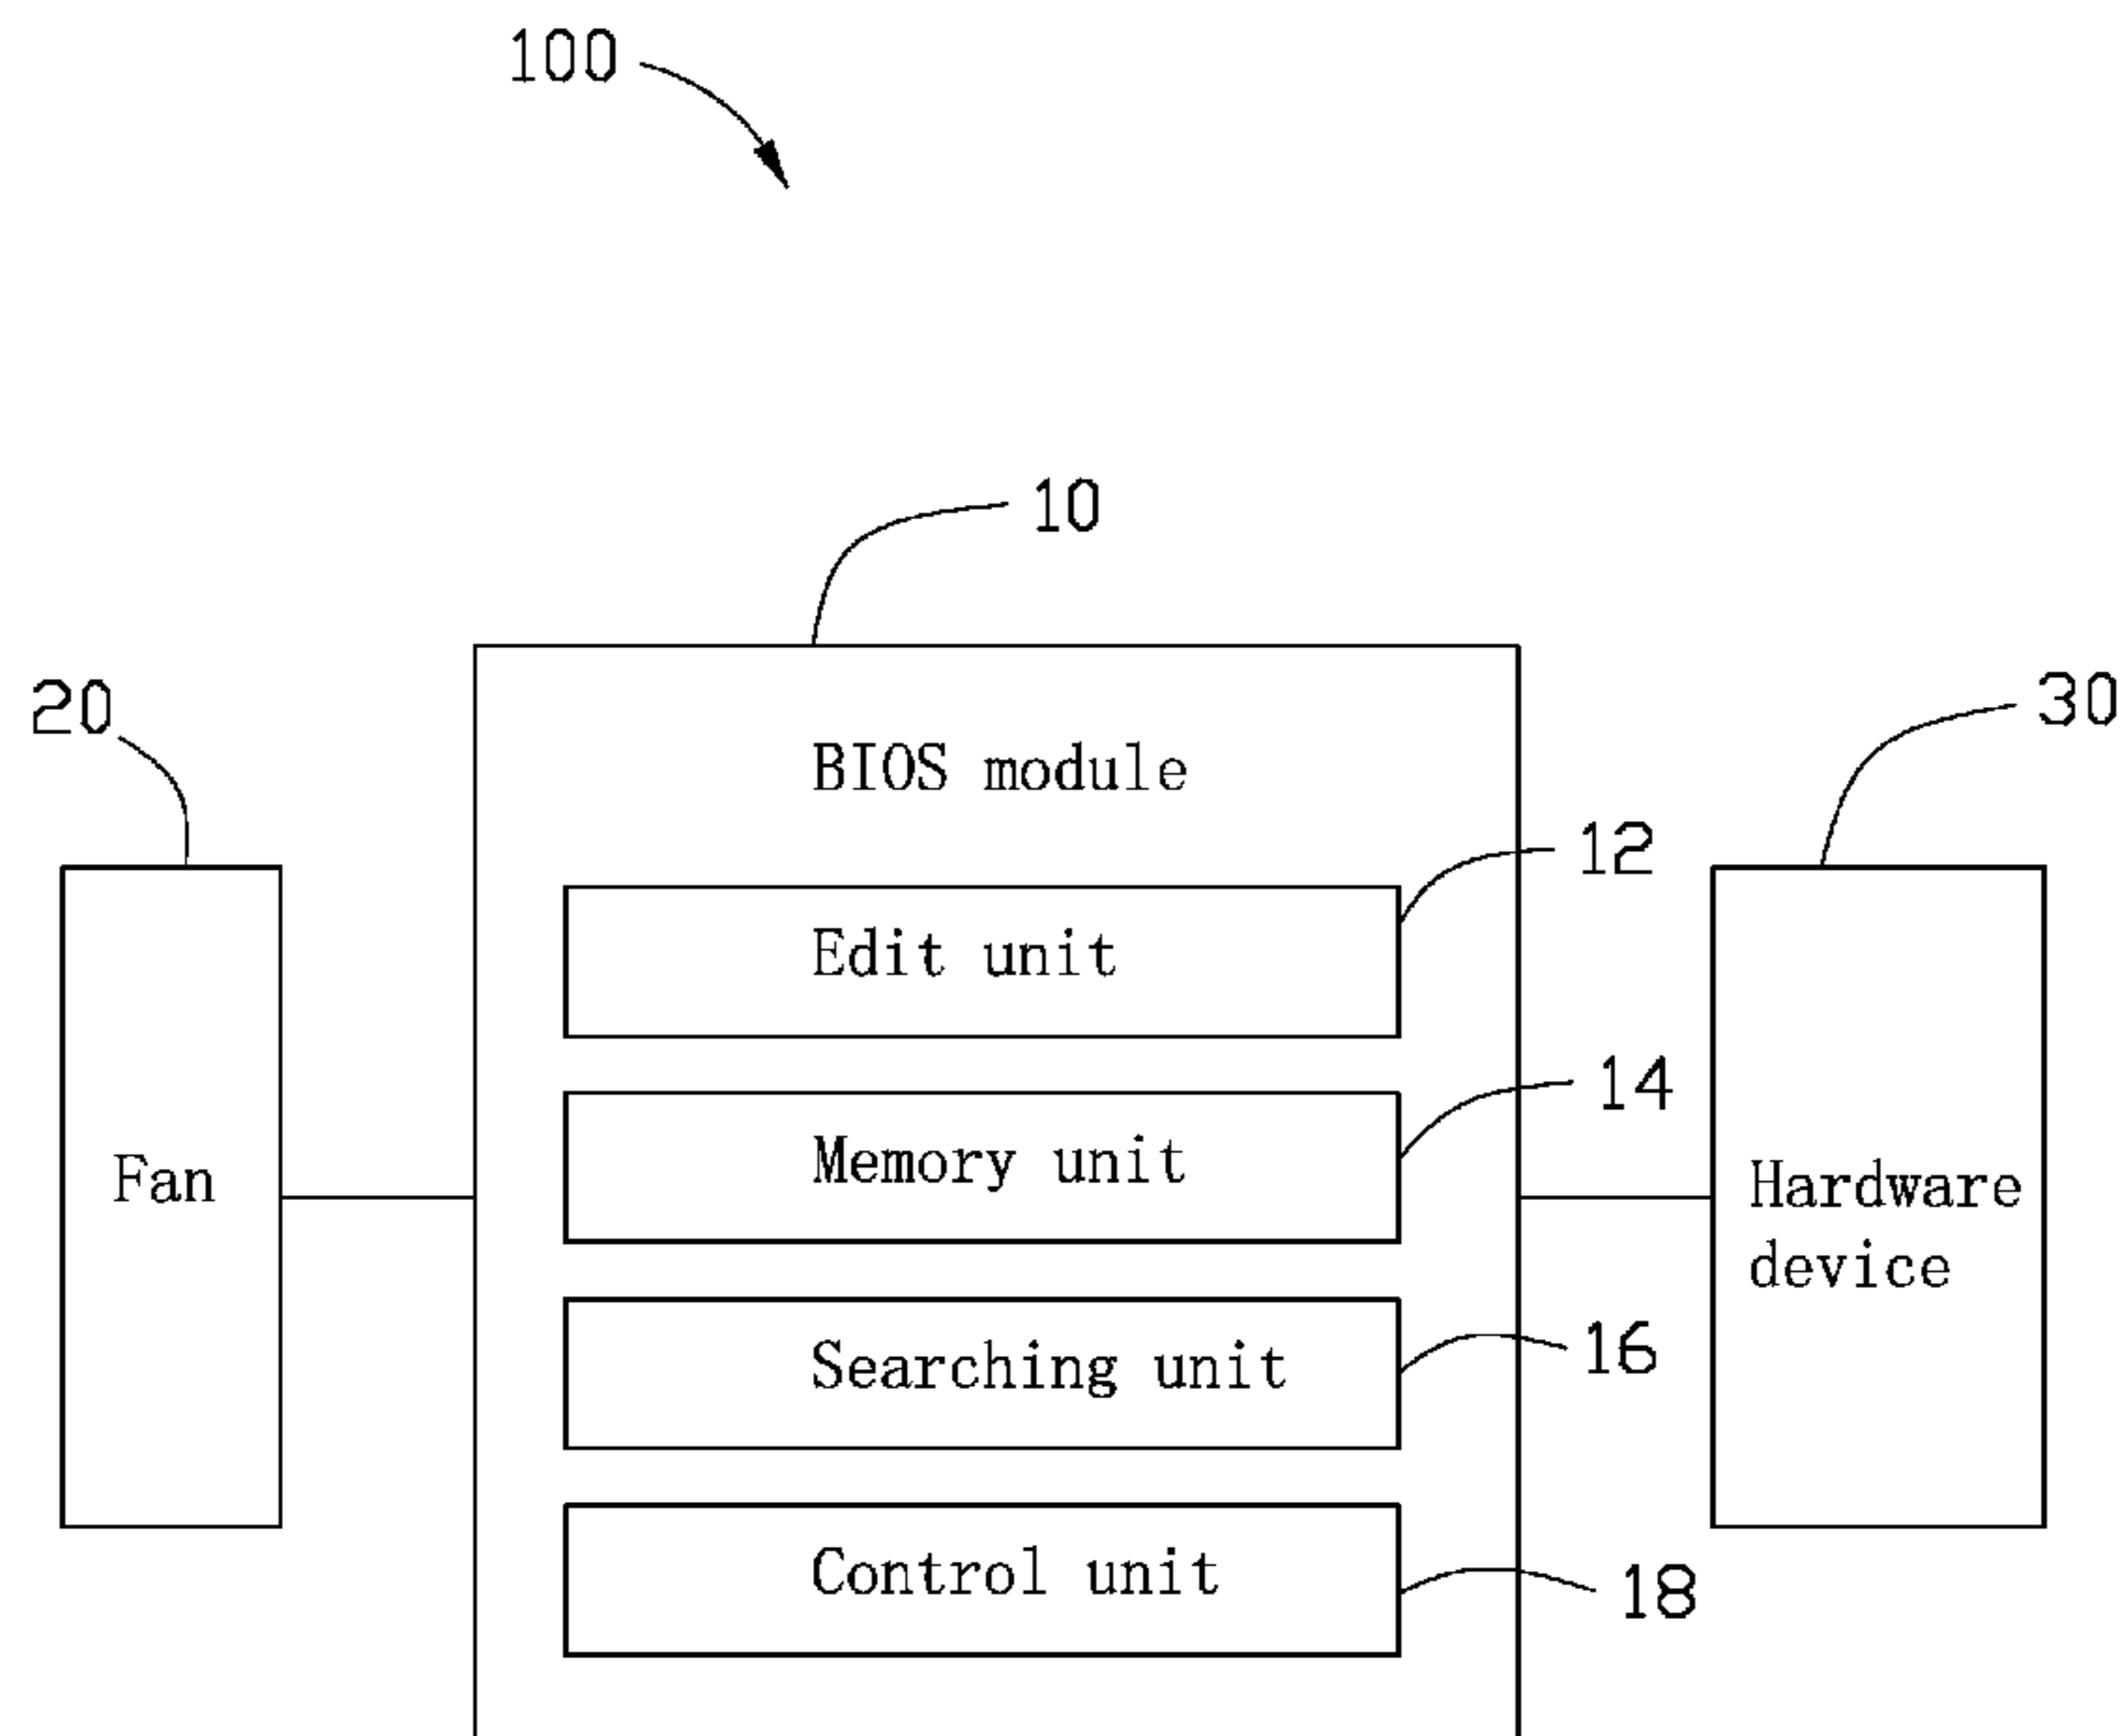 100
10
20
30
BIOS module
12
Edit unit
14
Memory unit
Fan
Hardware
device
16
Searching unit
18
Control unit